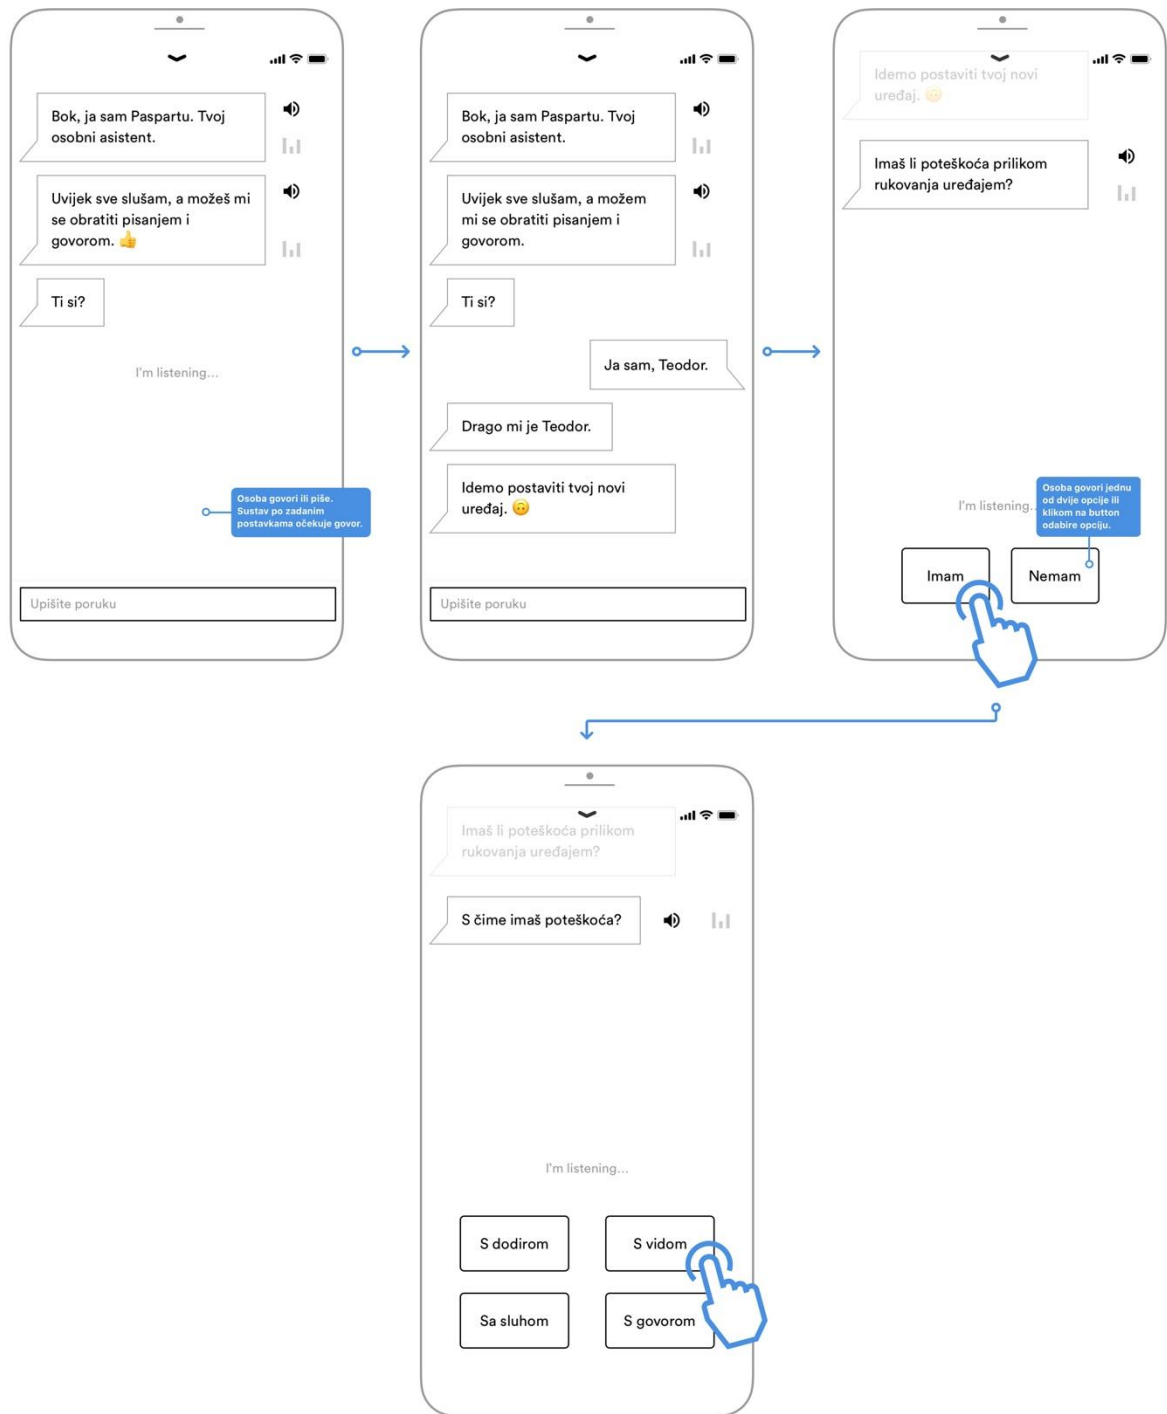 Bok, ja sam Paspartu. Tvoj
osobni asistent.
Uvijek sve slušam, a možeš mi
se obratiti pisanjem i
govorom. 👍
Ti si?
I'm listening...
Osoba govori ili piše.
Sustav po zadanim
postavkama očekuje govor.
Upišite poruku
Bok, ja sam Paspartu. Tvoj
osobni asistent.
Uvijek sve slušam, a možem
mi se obratiti pisanjem i
govorom.
Ti si?
Ja sam, Teodor.
Drago mi je Teodor.
Idemo postaviti tvoj novi
uređaj. 🙃
Upišite poruku
Idemo postaviti tvoj novi
uređaj. 🙃
Imaš li poteškoća prilikom
rukovanja uređajem?
I'm listening.
Osoba govori jednu
od dvije opcije ili
klikom na button
odabire opciju.
Imam
Nemam
Imaš li poteškoća prilikom
rukovanja uređajem?
S čime imaš poteškoća?
I'm listening...
S dodirom
S vidom
Sa sluhom
S govorom